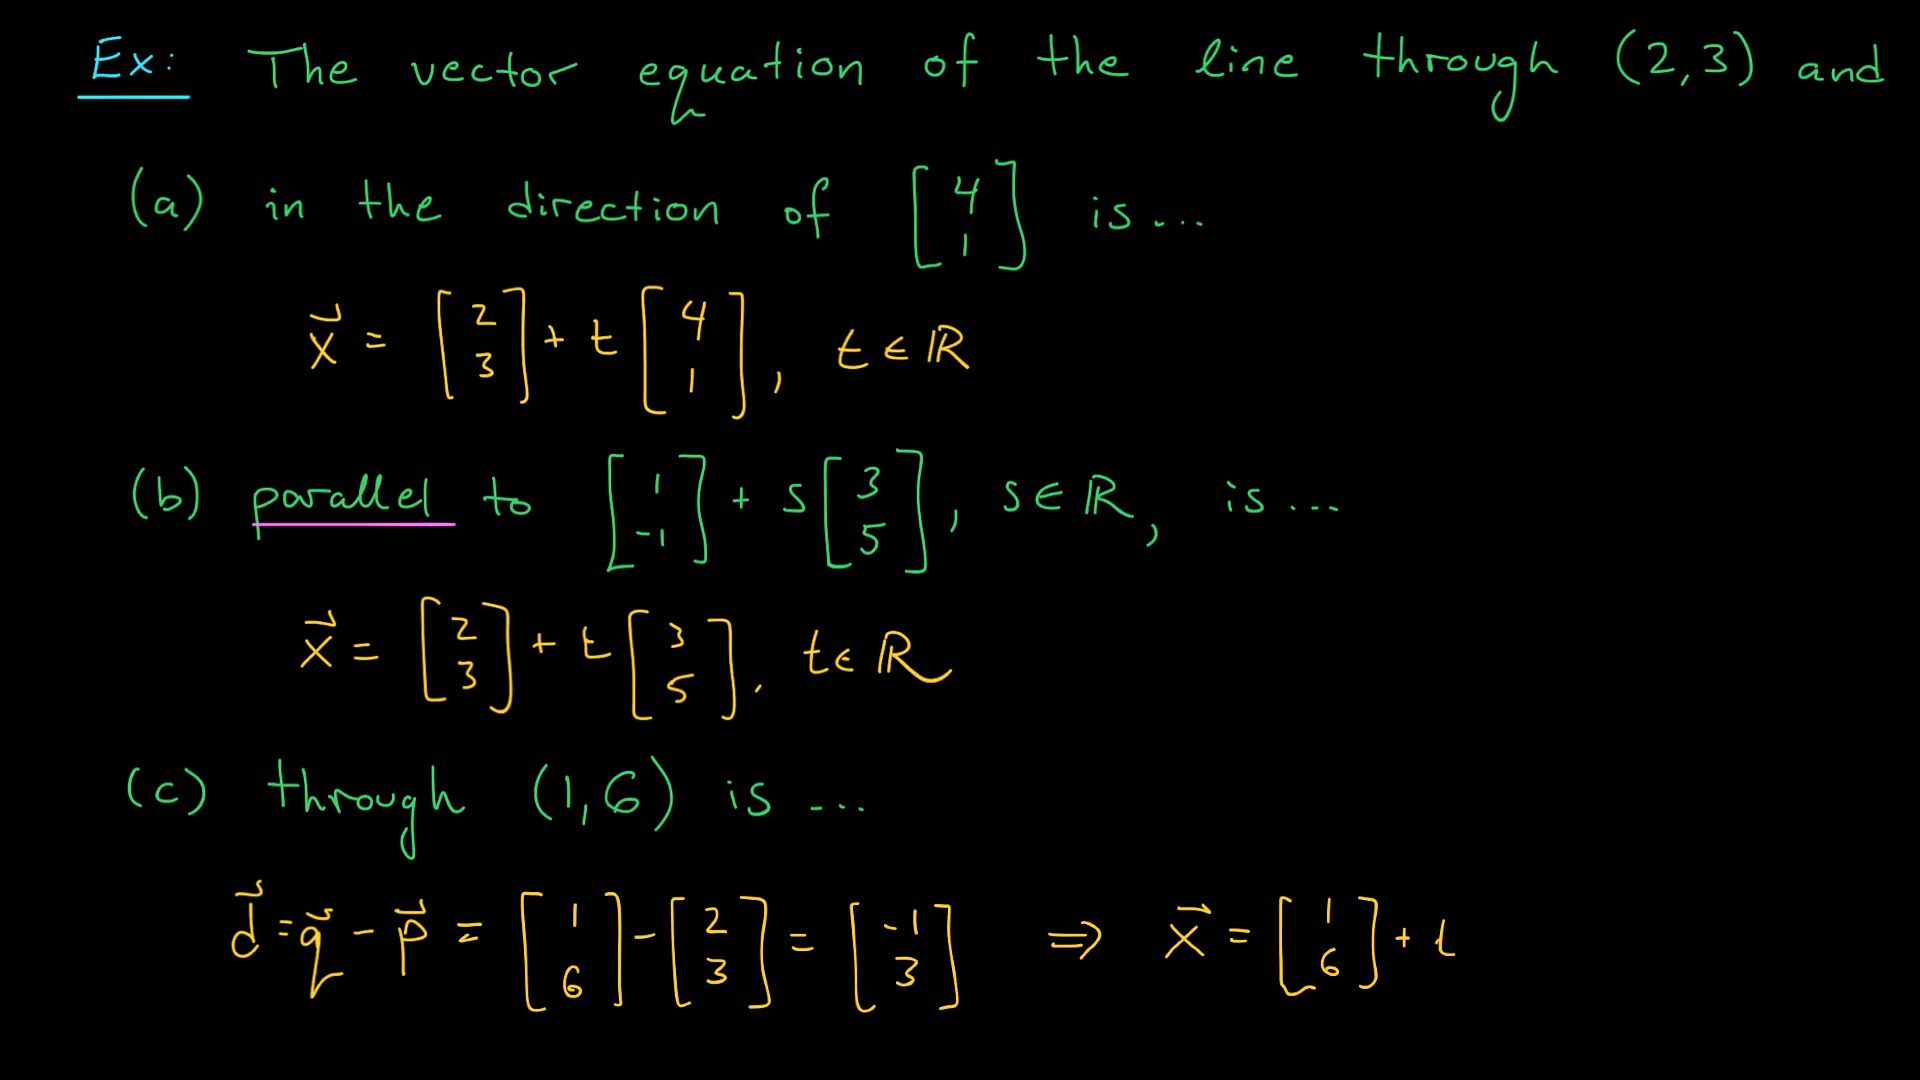 Ex: The vector equation of the line through (2,3) and
(a) in the direction of [4 1] is...
x⃗ = [2 3] + t [4 1], t ∈ ℝ
(b) parallel to [1 -1] + s [3 5], s ∈ ℝ, is...
x⃗ = [2 3] + t [3 5], t ∈ ℝ
(c) through (1,6) is ...
d⃗ = q⃗ - p⃗ = [1 6] - [2 3] = [-1 3] ⇒ x⃗ = [1 6] + t